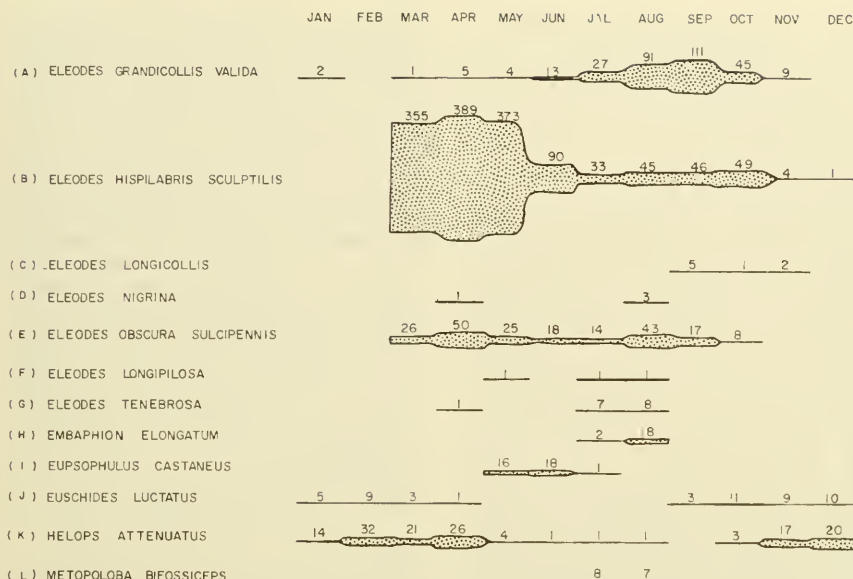 JAN FEB MAR APR MAY JUN JUL AUG SEP OCT NOV DEC
(A) ELEODES GRANDICOLLIS VALIDA 2 1 5 4 13 27 91 111 45 9
(B) ELEODES HISPILABRIS SCULPTILIS 355 389 373 90 33 45 46 49 4 1
(C) ELEODES LONGICOLLIS 5 1 2
(D) ELEODES NIGRINA 1 3
(E) ELEODES OBSCURA SULCIPENNIS 26 50 25 18 14 43 17 8
(F) ELEODES LONGIPILOSA 1 1 1
(G) ELEODES TENEBROSA 1 7 8
(H) EMBAPHION ELONGATUM 2 18
(I) EUPSOPHULUS CASTANEUS 16 18 1
(J) EUSCHIDES LUCTATUS 5 9 3 1 3 11 9 10
(K) HELOPS ATTENUATUS 14 32 21 26 4 1 1 1 3 17 20
(L) METOPOLOBA BIFOSSICEPS 8 7